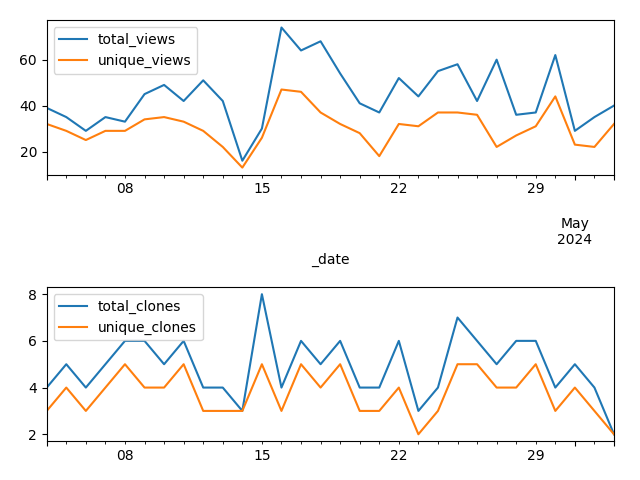 total_views
unique_views
60
40
20
08 15 22 29
May
2024
_date
total_clones
unique_clones
8
6
4
2
08 15 22 29